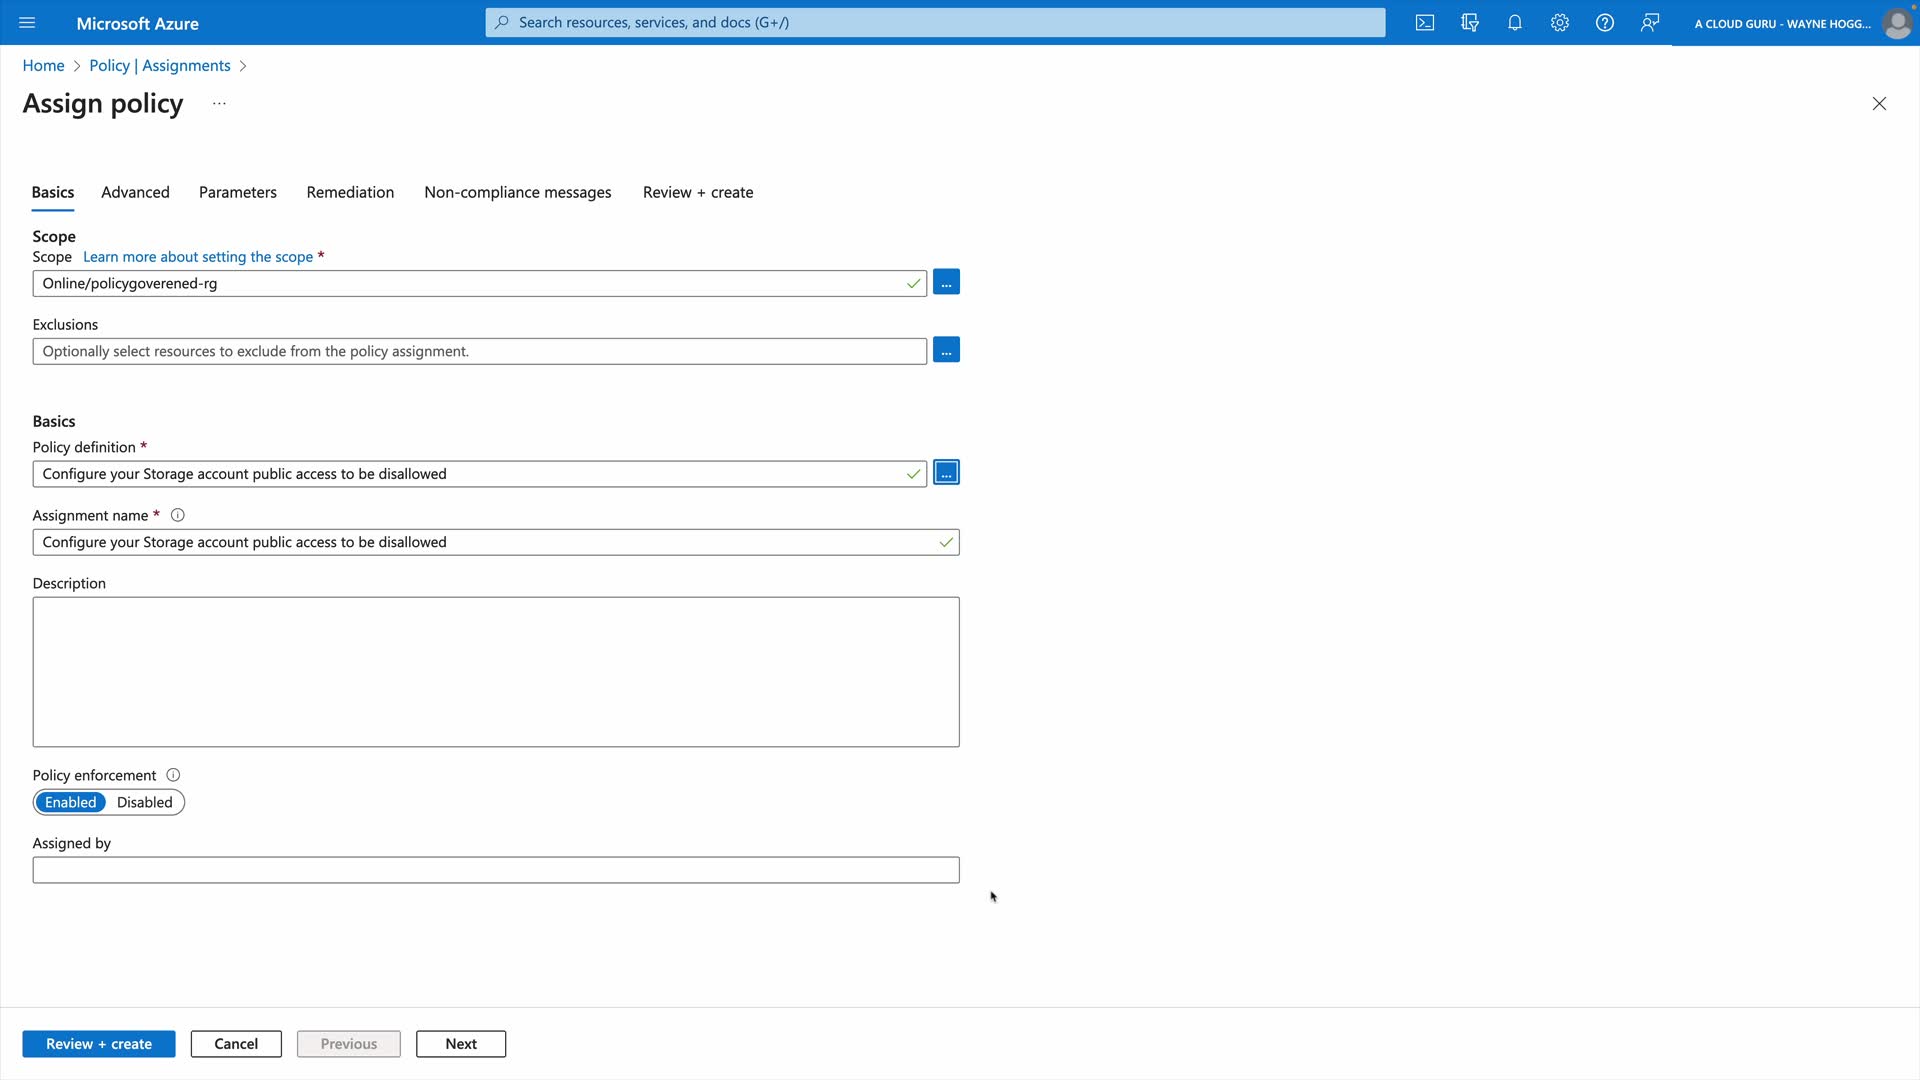 Microsoft Azure
Search resources, services, and docs (G+/)
A CLOUD GURU - WAYNE HOGG...
Home > Policy | Assignments >
Assign policy ...
Basics Advanced Parameters Remediation Non-compliance messages Review + create
Scope
Scope Learn more about setting the scope *
Online/policygoverened-rg
...
Exclusions
Optionally select resources to exclude from the policy assignment.
...
Basics
Policy definition *
Configure your Storage account public access to be disallowed
...
Assignment name *
Configure your Storage account public access to be disallowed
Description
Policy enforcement
Enabled Disabled
Assigned by
Review + create Cancel Previous Next